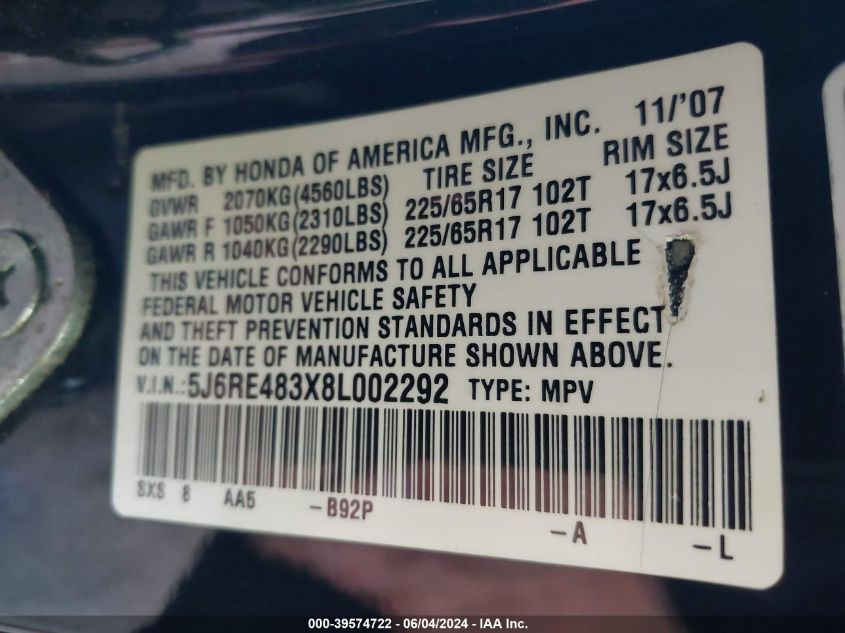 MFD. BY HONDA OF AMERICA MFG., INC. 11/'07
TIRE SIZE RIM SIZE
GVWR 2070KG(4560LBS)
GAWR F 1050KG(2310LBS) 225/65R17 102T 17x6.5J
GAWR R 1040KG(2290LBS) 225/65R17 102T 17x6.5J
THIS VEHICLE CONFORMS TO ALL APPLICABLE
FEDERAL MOTOR VEHICLE SAFETY
AND THEFT PREVENTION STANDARDS IN EFFECT
ON THE DATE OF MANUFACTURE SHOWN ABOVE.
V.I.N.: 5J6RE483X8L002292 TYPE: MPV
SXS 8 AA5 -B92P -A -L
000-39574722 | 06/04/2024 - IAA Inc.